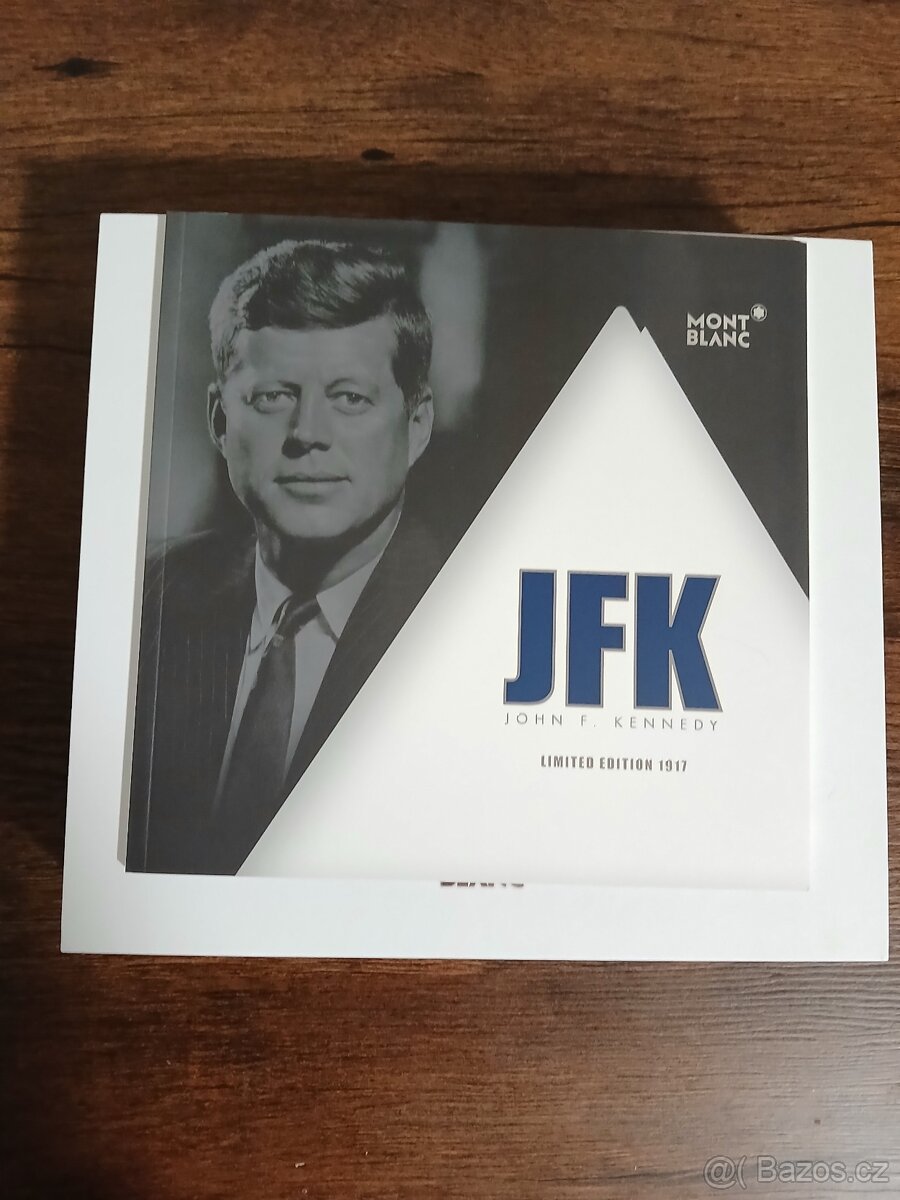 MONT
BLANC
JFK
JOHN F. KENNEDY
LIMITED EDITION 1917
@( Bazos.cz